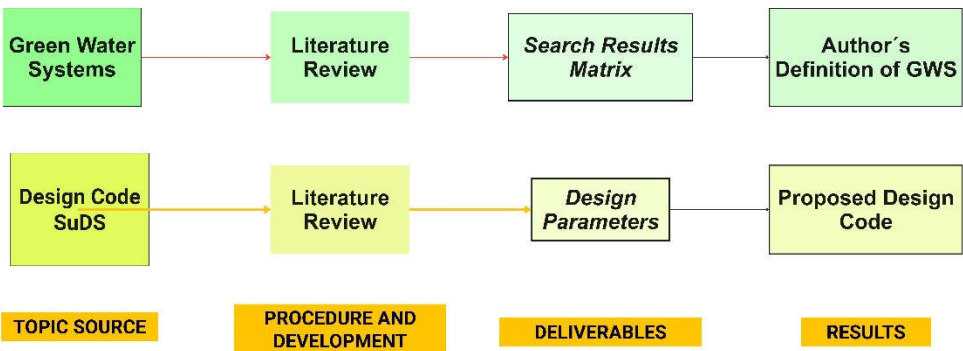 Green Water
Systems
Literature
Review
Search Results
Matrix
Author´s
Definition of GWS
Design Code
SuDS
Literature
Review
Design
Parameters
Proposed Design
Code
TOPIC SOURCE
PROCEDURE AND
DEVELOPMENT
DELIVERABLES
RESULTS